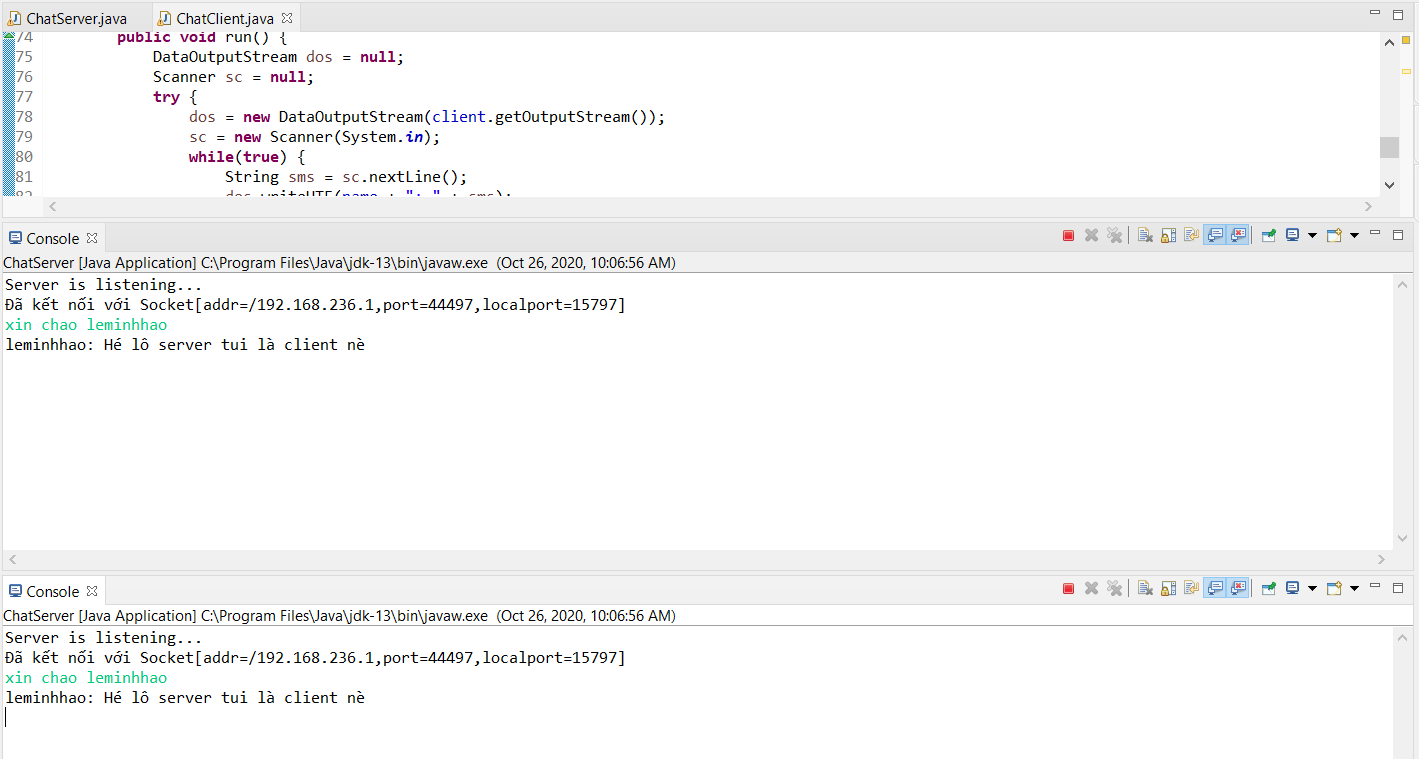 ChatServer.java ChatClient.java
74 public void run() {
75 DataOutputStream dos = null;
76 Scanner sc = null;
77 try {
78 dos = new DataOutputStream(client.getOutputStream());
79 sc = new Scanner(System.in);
80 while(true) {
81 String sms = sc.nextLine();
82 dos.writeUTF(name + ": " + sms);
Console
ChatServer [Java Application] C:\Program Files\Java\jdk-13\bin\javaw.exe (Oct 26, 2020, 10:06:56 AM)
Server is listening...
Đã kết nối với Socket[addr=/192.168.236.1,port=44497,localport=15797]
xin chao leminhhao
leminhhao: Hé lô server tui là client nè
Console
ChatServer [Java Application] C:\Program Files\Java\jdk-13\bin\javaw.exe (Oct 26, 2020, 10:06:56 AM)
Server is listening...
Đã kết nối với Socket[addr=/192.168.236.1,port=44497,localport=15797]
xin chao leminhhao
leminhhao: Hé lô server tui là client nè